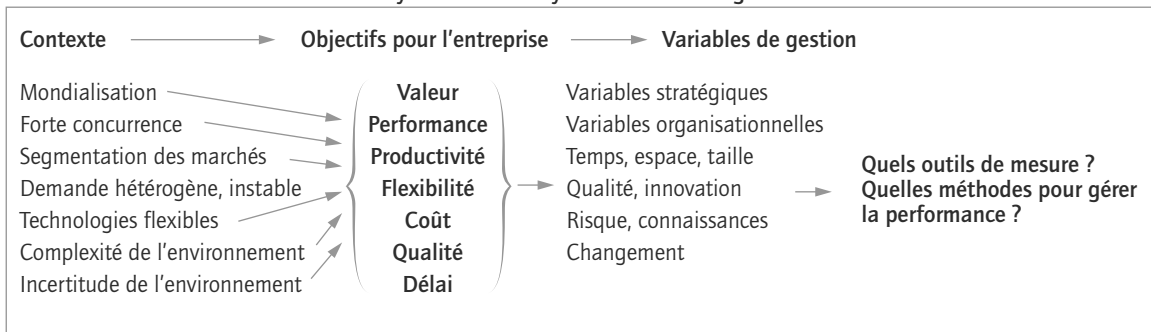 Contexte Objectifs pour l'entreprise Variables de gestion
Mondialisation
Forte concurrence
Segmentation des marchés
Demande hétérogène, instable
Technologies flexibles
Complexité de l'environnement
Incertitude de l'environnement
Valeur
Performance
Productivité
Flexibilité
Coût
Qualité
Délai
Variables stratégiques
Variables organisationnelles
Temps, espace, taille
Qualité, innovation
Risque, connaissances
Changement
Quels outils de mesure ?
Quelles méthodes pour gérer
la performance ?